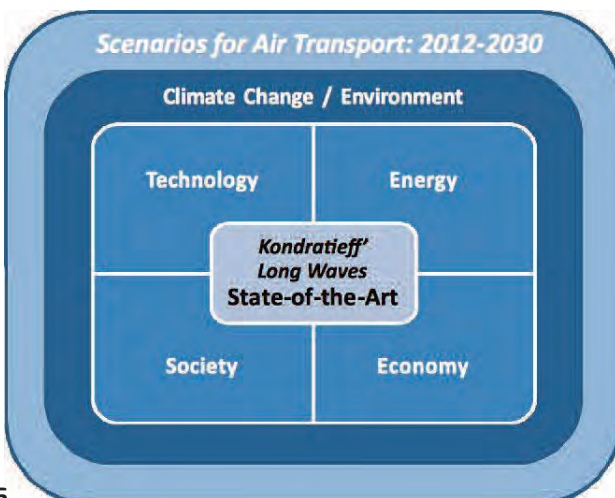 Scenarios for Air Transport: 2012-2030
Climate Change / Environment
Technology
Energy
Kondratieff'
Long Waves
State-of-the-Art
Society
Economy